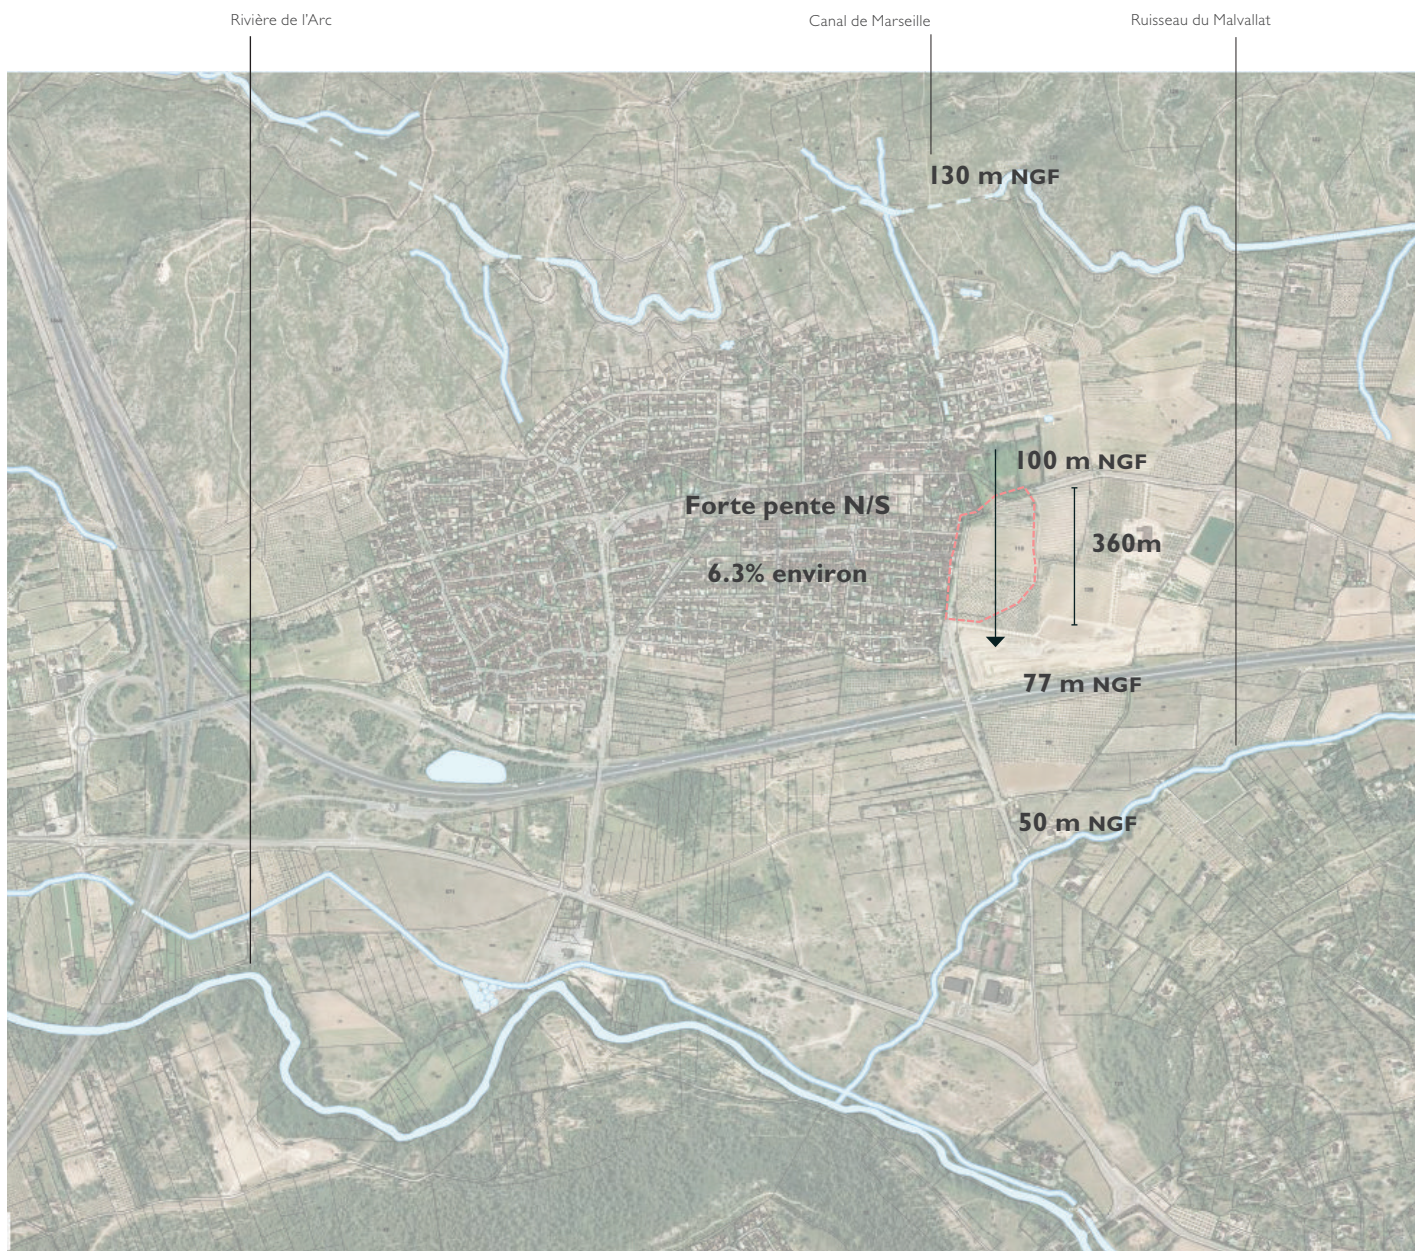 Rivière de l'Arc
Canal de Marseille
Ruisseau du Malvallat
130 m NGF
100 m NGF
Forte pente N/S
360m
6.3% environ
77 m NGF
50 m NGF